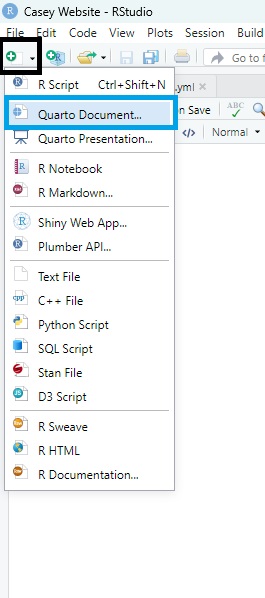 Casey Website - RStudio
File Edit Code View Plots Session Build
Go to f
R Script Ctrl+Shift+N
.yml
Quarto Document...
n Save ABC
Quarto Presentation...
Normal
R Notebook
R Markdown...
Shiny Web App...
Plumber API...
Text File
C++ File
Python Script
SQL Script
Stan File
D3 Script
R Sweave
R HTML
R Documentation...